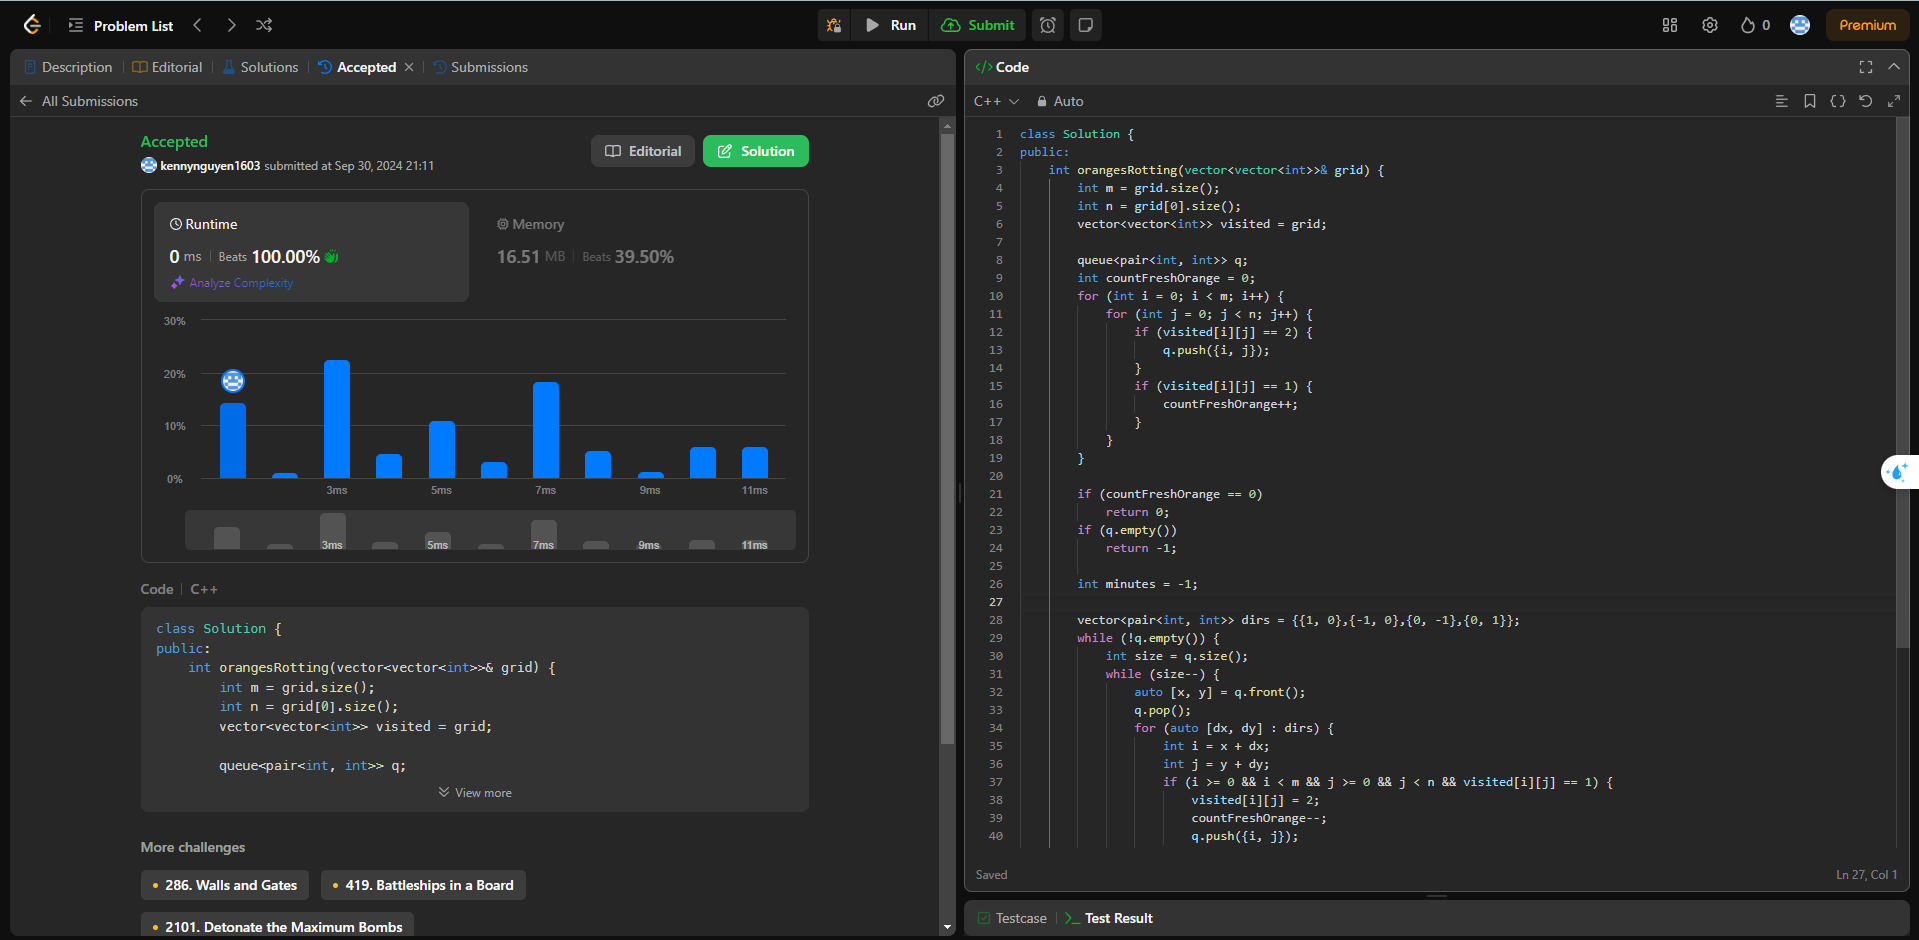 Problem List
Run
Submit
0
Premium
Description
Editorial
Solutions
Accepted
Submissions
All Submissions
Accepted
kennynguyen1603 submitted at Sep 30, 2024 21:11
Editorial
Solution
Runtime
0 ms Beats 100.00%
Analyze Complexity
Memory
16.51 MB Beats 39.50%
30%
20%
10%
0%
3ms 5ms 7ms 9ms 11ms
3ms 5ms 7ms 9ms 11ms
Code | C++
class Solution {
public:
    int orangesRotting(vector<vector<int>>& grid) {
        int m = grid.size();
        int n = grid[0].size();
        vector<vector<int>> visited = grid;
        queue<pair<int, int>> q;
View more
More challenges
286. Walls and Gates
419. Battleships in a Board
2101. Detonate the Maximum Bombs
</> Code
C++
Auto
1 class Solution {
2 public:
3     int orangesRotting(vector<vector<int>>& grid) {
4         int m = grid.size();
5         int n = grid[0].size();
6         vector<vector<int>> visited = grid;
7
8         queue<pair<int, int>> q;
9         int countFreshOrange = 0;
10         for (int i = 0; i < m; i++) {
11             for (int j = 0; j < n; j++) {
12                 if (visited[i][j] == 2) {
13                     q.push({i, j});
14                 }
15                 if (visited[i][j] == 1) {
16                     countFreshOrange++;
17                 }
18             }
19         }
20
21         if (countFreshOrange == 0)
22             return 0;
23         if (q.empty())
24             return -1;
25
26         int minutes = -1;
27
28         vector<pair<int, int>> dirs = {{1, 0},{-1, 0},{0, -1},{0, 1}};
29         while (!q.empty()) {
30             int size = q.size();
31             while (size--) {
32                 auto [x, y] = q.front();
33                 q.pop();
34                 for (auto [dx, dy] : dirs) {
35                     int i = x + dx;
36                     int j = y + dy;
37                     if (i >= 0 && i < m && j >= 0 && j < n && visited[i][j] == 1) {
38                         visited[i][j] = 2;
39                         countFreshOrange--;
40                         q.push({i, j});
Saved
Ln 27, Col 1
Testcase
Test Result